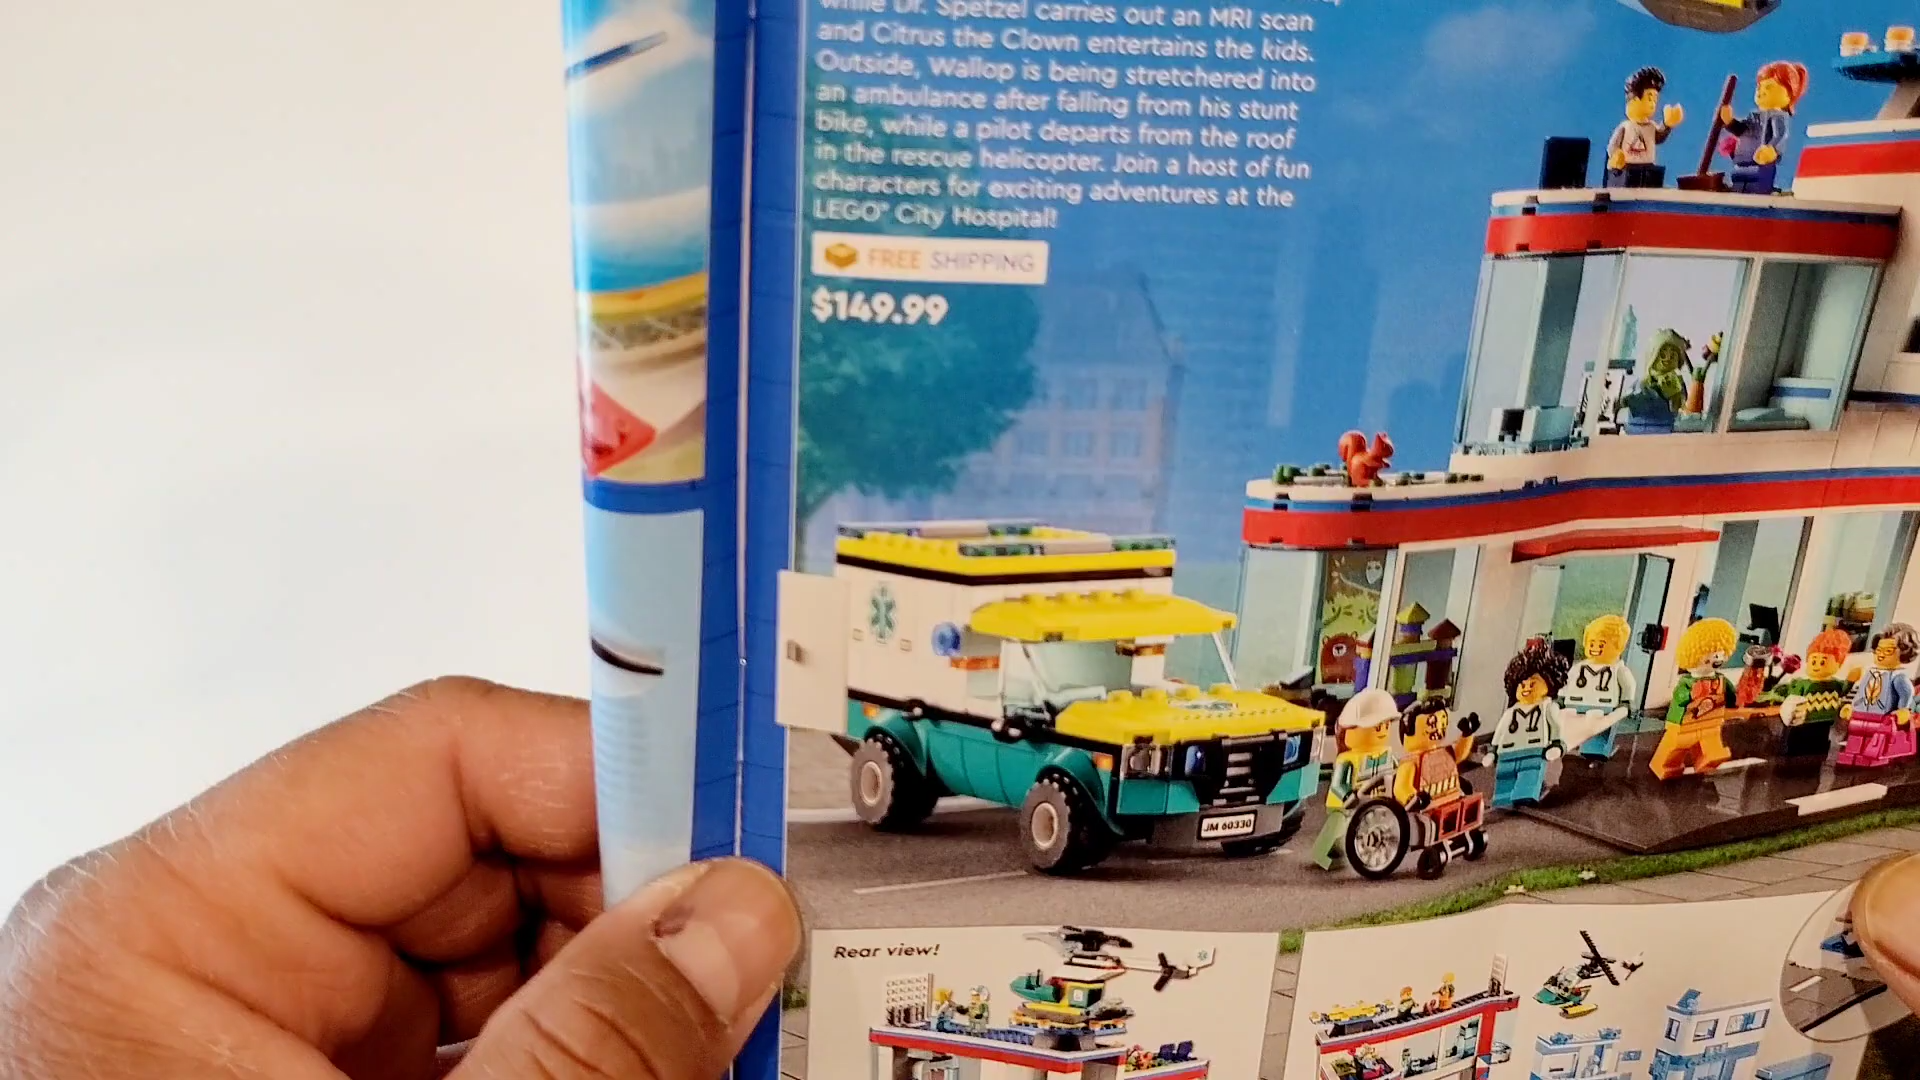 while Dr. Spetzel carries out an MRI scan
and Citrus the Clown entertains the kids.
Outside, Wallop is being stretchered into
an ambulance after falling from his stunt
bike, while a pilot departs from the roof
in the rescue helicopter. Join a host of fun
characters for exciting adventures at the
LEGO® City Hospital!
FREE SHIPPING
$149.99
JM 60330
Rear view!